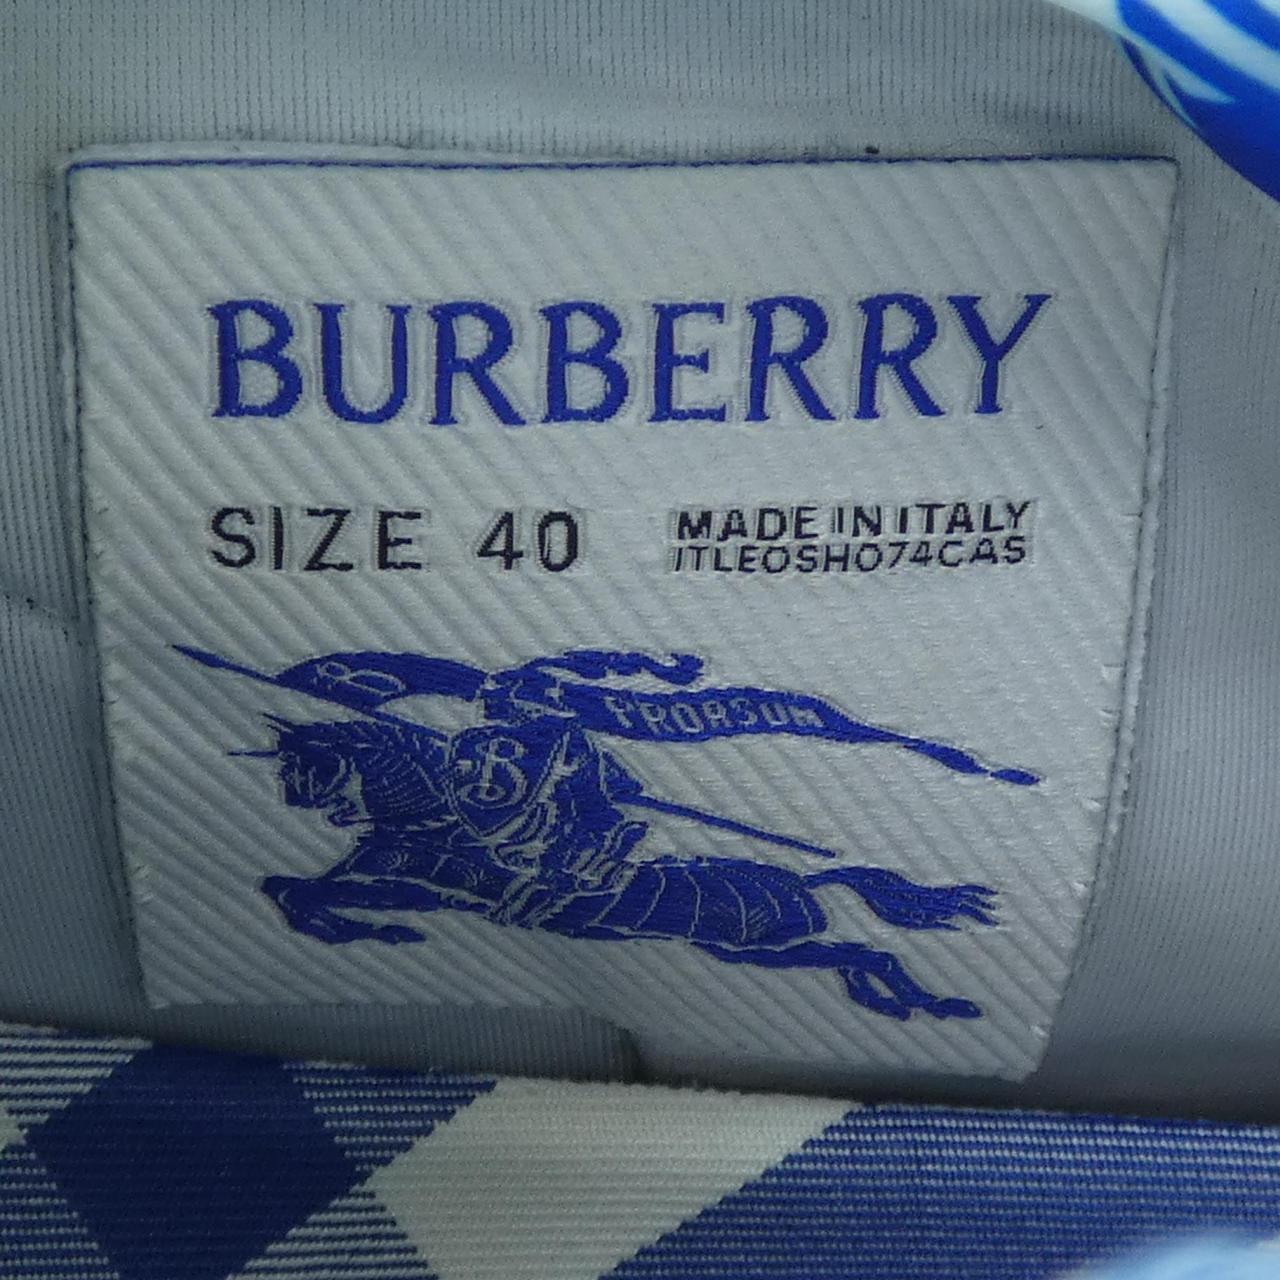 BURBERRY
SIZE 40
MADE IN ITALY
ITLEOSHO74CAS
B
PRORSUM
B